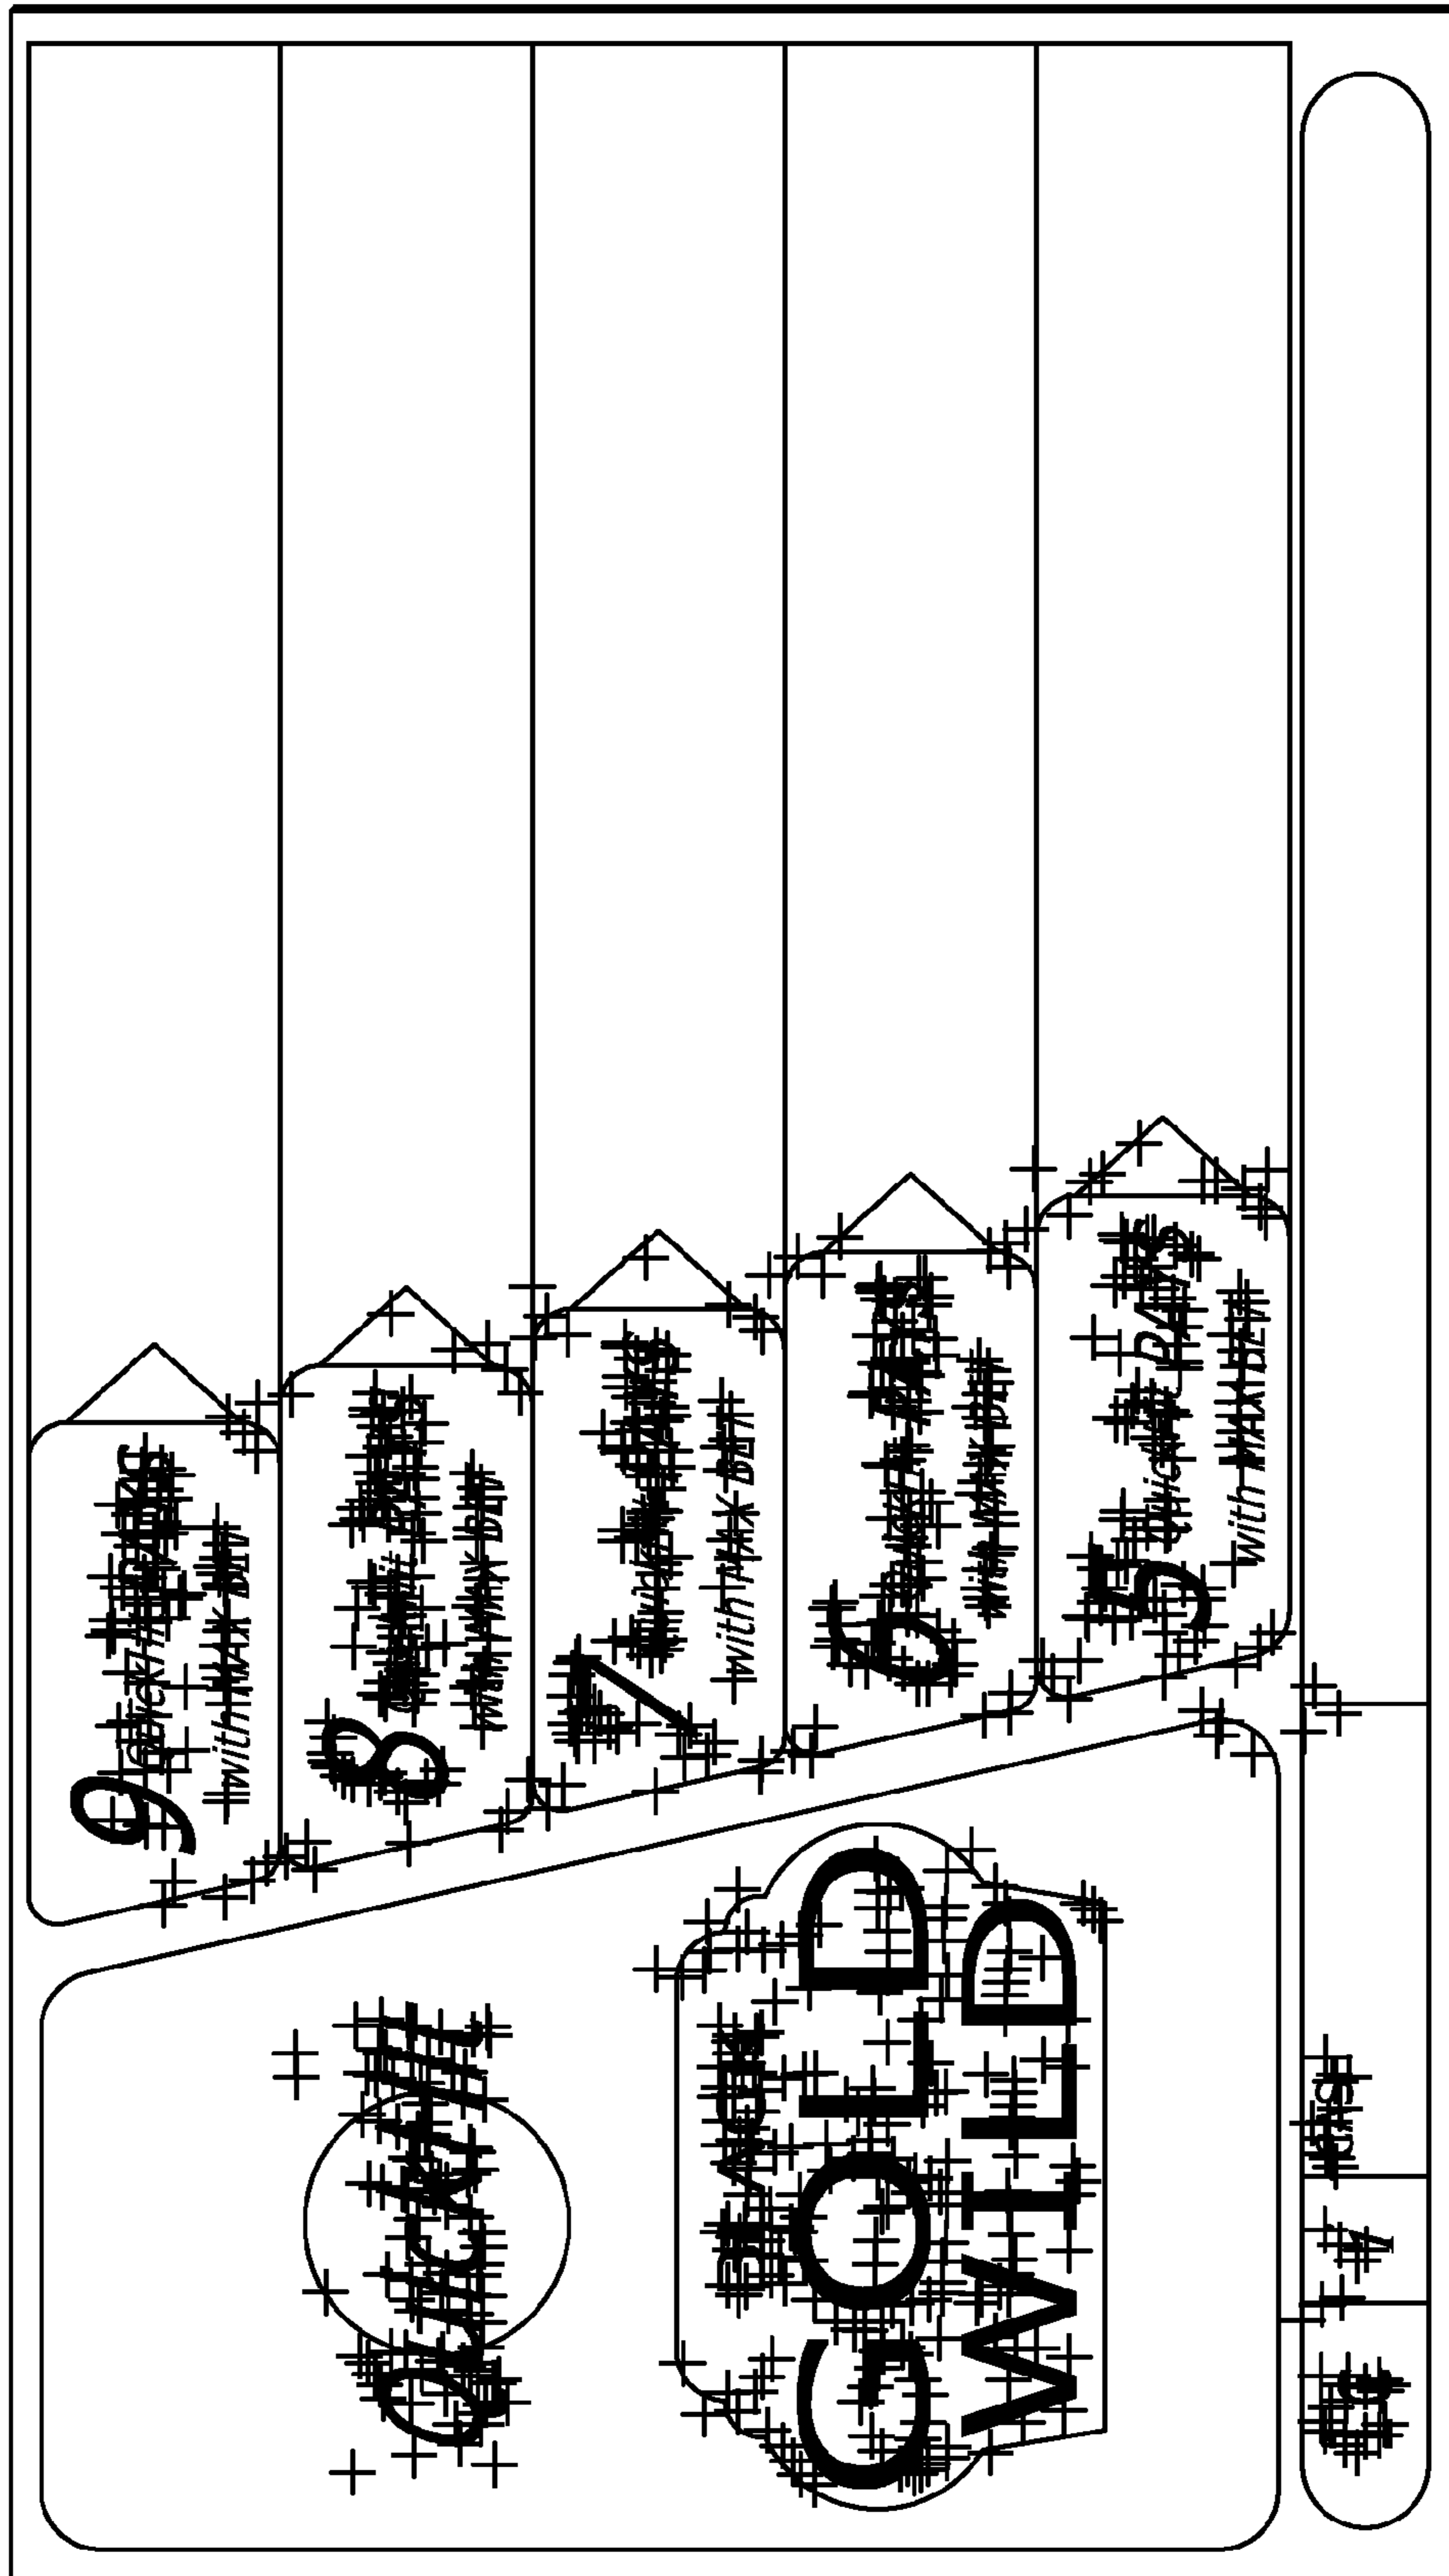 Quick Hit
BLACK
GOLD
WILD
9 Quick Hit PAYS
with MAX BET!
8 Quick Hit PAYS
with MAX BET!
7 Quick Hit PAYS
with MAX BET!
6 Quick Hit PAYS
with MAX BET!
5 Quick Hit PAYS
with MAX BET!